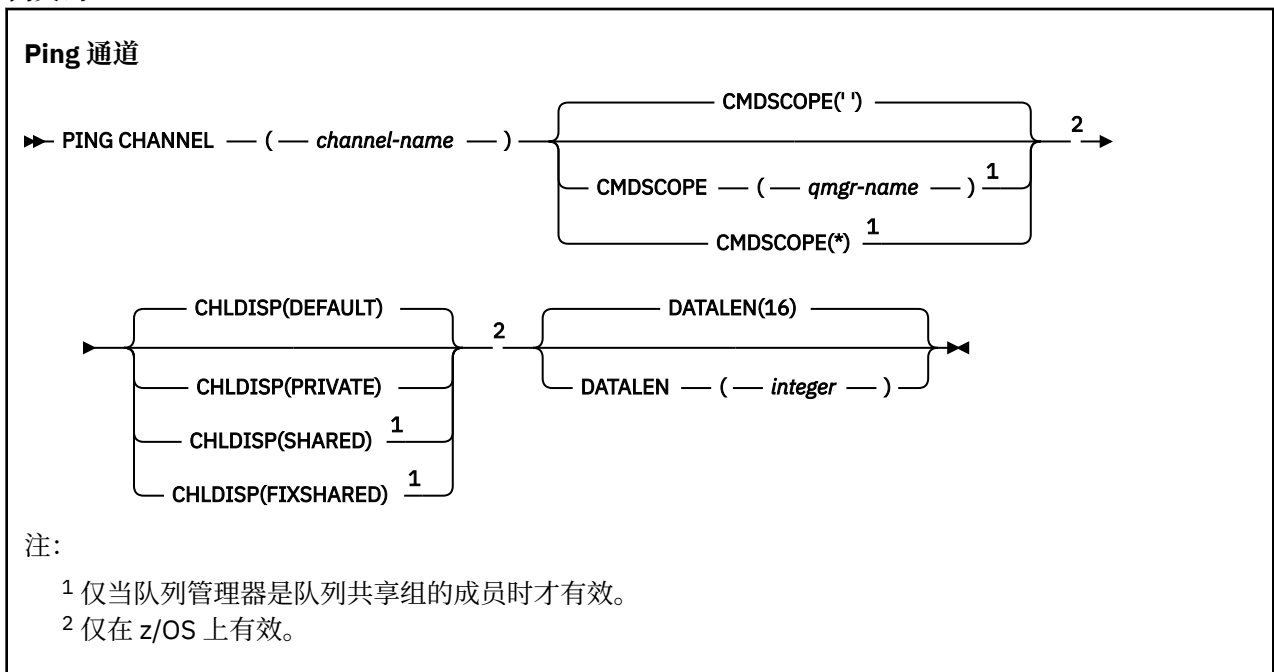 Ping 通道
CMDSCOPE(' ')
PING CHANNEL ( channel-name ) 2
CMDSCOPE ( qmgr-name ) 1
CMDSCOPE(*) 1
CHLDISP(DEFAULT) DATALEN(16)
2
CHLDISP(PRIVATE) DATALEN ( integer )
CHLDISP(SHARED) 1
CHLDISP(FIXSHARED) 1
注:
1 仅当队列管理器是队列共享组的成员时才有效。
2 仅在 z/OS 上有效。